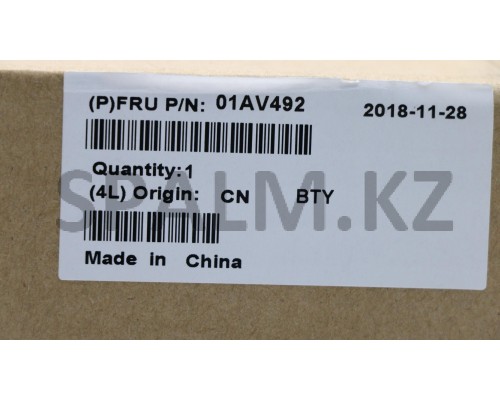 (P)FRU P/N: 01AV492 2018-11-28
Quantity:1
(4L) Origin: CN BTY
SPALM.KZ
Made in China